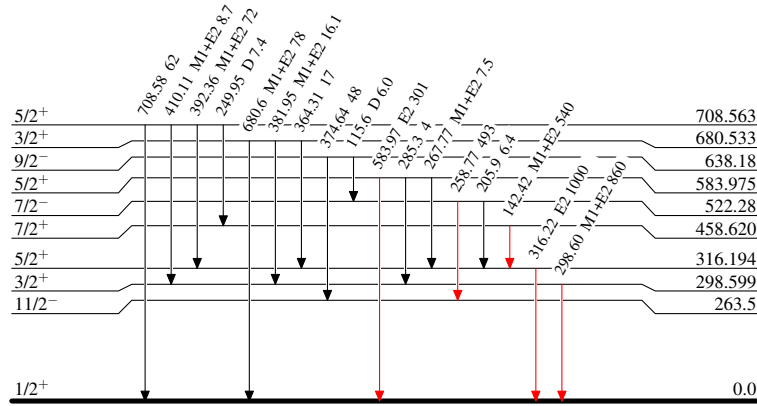 708.58 62
410.11 M1+E2 8.7
392.36 M1+E2 72
249.95 D 7.4
680.6 M1+E2 78
381.95 M1+E2 16.1
364.31 17
374.64 48
115.6 D 6.0
583.97 E2 301
285.3 4
267.77 M1+E2 7.5
258.77 493
205.9 6.4
142.42 M1+E2 540
316.22 E2 1000
298.60 M1+E2 860
5/2⁺ 708.563
3/2⁺ 680.533
9/2⁻ 638.18
5/2⁺ 583.975
7/2⁻ 522.28
7/2⁺ 458.620
5/2⁺ 316.194
3/2⁺ 298.599
11/2⁻ 263.5
1/2⁺ 0.0